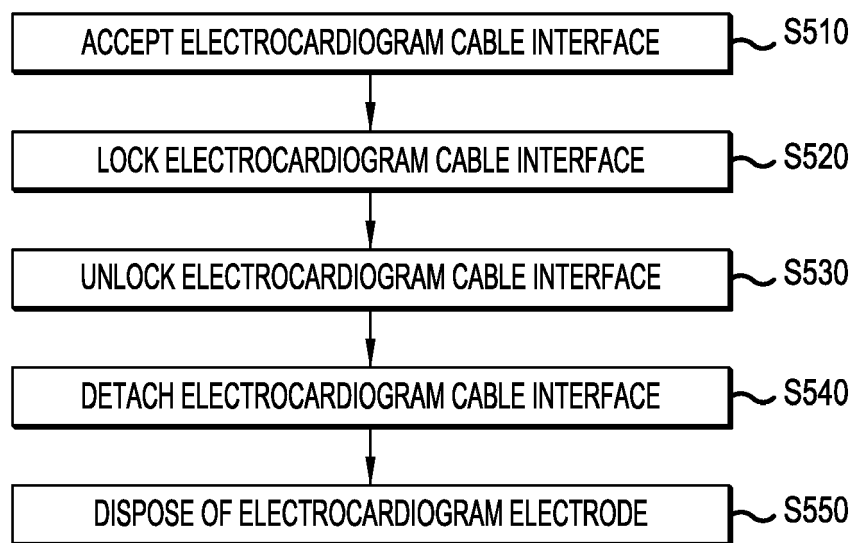 ACCEPT ELECTROCARDIOGRAM CABLE INTERFACE S510
LOCK ELECTROCARDIOGRAM CABLE INTERFACE S520
UNLOCK ELECTROCARDIOGRAM CABLE INTERFACE S530
DETACH ELECTROCARDIOGRAM CABLE INTERFACE S540
DISPOSE OF ELECTROCARDIOGRAM ELECTRODE S550